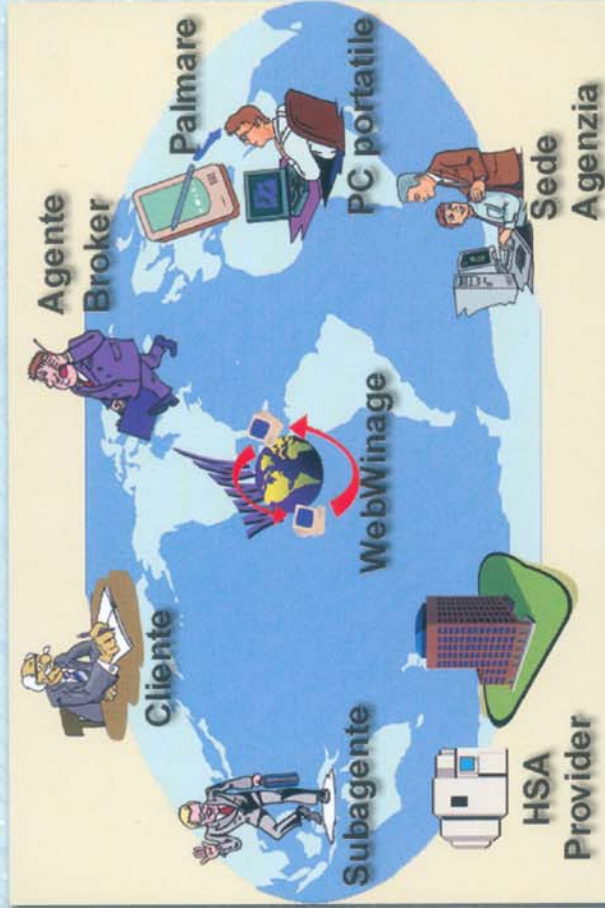 Cliente
Agente
Broker
Palmare
Subagente
WebWinage
PC portatile
HSA
Provider
Sede
Agenzia